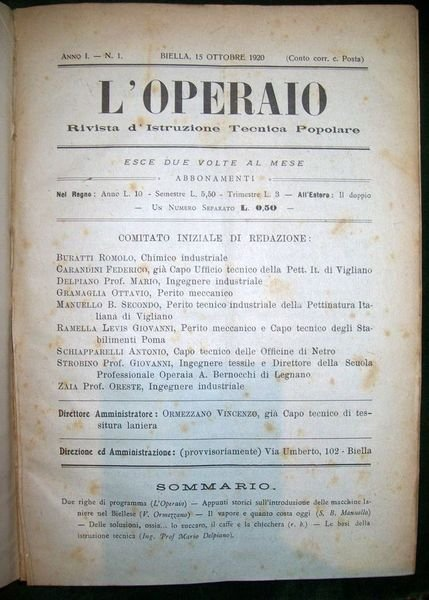 ANNO I. — N. 1. BIELLA, 15 OTTOBRE 1920 (Conto corr. c. Posta)
L'OPERAIO
Rivista d'Istruzione Tecnica Popolare
ESCE DUE VOLTE AL MESE
ABBONAMENTI
Nel Regno: Anno L. 10 - Semestre L. 5,50 - Trimestre L. 3 — All'Estero: Il doppio
— UN NUMERO SEPARATO L. 0,50 —
COMITATO INIZIALE DI REDAZIONE:
BURATTI ROMOLO, Chimico industriale
CARANDINI FEDERICO, già Capo Ufficio tecnico della Pett. It. di Vigliano
DELPIANO Prof. MARIO, Ingegnere industriale
GRAMAGLIA OTTAVIO, Perito meccanico
MANUELLO B. SECONDO, Perito tecnico industriale della Pettinatura Ita-
liana di Vigliano
RAMELLA LEVIS GIOVANNI, Perito meccanico e Capo tecnico degli Sta-
bilimenti Poma
SCHIAPPARELLI ANTONIO, Capo tecnico delle Officine di Netro
STROBINO Prof. GIOVANNI, Ingegnere tessile e Direttore della Scuola
Professionale Operaia A. Bernocchi di Legnano
ZAIA Prof. ORESTE, Ingegnere industriale
Direttore Amministratore: ORMEZZANO VINCENZO, già Capo tecnico di tes-
situra laniera
Direzione ed Amministrazione: (provvisoriamente) Via Umberto, 102 - Biella
SOMMARIO.
Due righe di programma (L'Operaio) — Appunti storici sull'introduzione delle macchine la-
niere nel Biellese (V. Ormezzano) — Il vapore e quanto costa oggi (S. B. Manuello)
— Delle soluzioni, ossia... lo zuccaro, il caffè e la chicchera (r. b.) — Le basi della
istruzione tecnica (Ing. Prof Mario Delpiano).